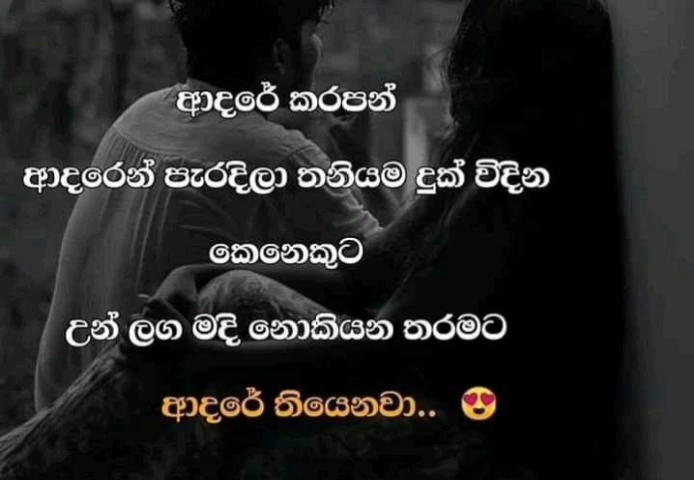 ආදරේ කරපන්
ආදරෙන් පැරදිලා තනියම දුක් විදින
කෙනෙකුට
උන් ලග මදි නොකියන තරමට
ආදරේ තියෙනවා.. 😍